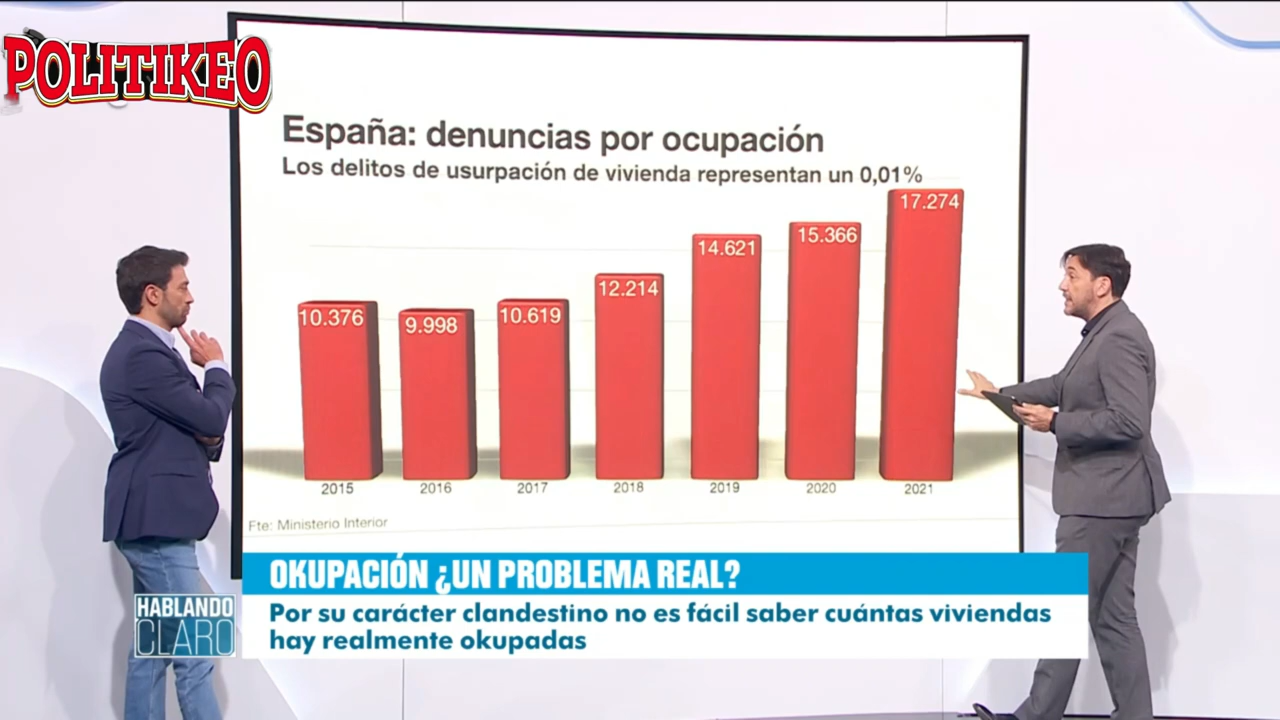 POLITIKEO
España: denuncias por ocupación
Los delitos de usurpación de vivienda representan un 0,01%
10.376
9.998
10.619
12.214
14.621
15.366
17.274
2015
2016
2017
2018
2019
2020
2021
Fte: Ministerio Interior
OKUPACIÓN ¿UN PROBLEMA REAL?
HABLANDO
CLARO
Por su carácter clandestino no es fácil saber cuántas viviendas
hay realmente okupadas